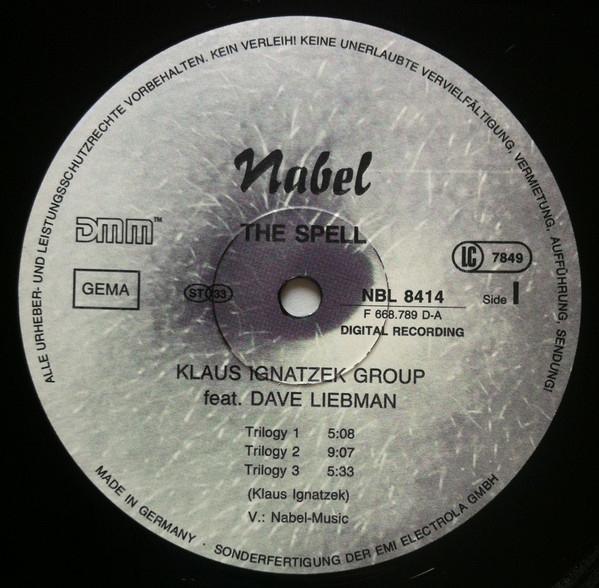 ALLE URHEBER- UND LEISTUNGSSCHUTZRECHTE VORBEHALTEN. KEIN VERLEIH! KEINE UNERLAUBTE VERVIELFÄLTIGUNG, VERMIETUNG, AUFFÜHRUNG, SENDUNG!
Nabel
DMM™
THE SPELL
LC 7849
GEMA
ST 33
NBL 8414
Side I
F 668.789 D-A
DIGITAL RECORDING
KLAUS IGNATZEK GROUP
feat. DAVE LIEBMAN
Trilogy 1 5:08
Trilogy 2 9:07
Trilogy 3 5:33
(Klaus Ignatzek)
V.: Nabel-Music
MADE IN GERMANY · SONDERFERTIGUNG DER EMI ELECTROLA GMBH